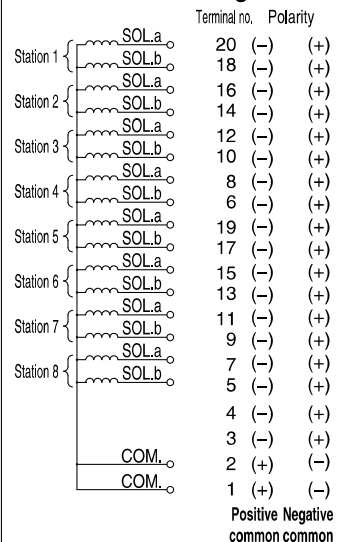 Terminal no. Polarity
Station 1 SOL.a 20 (−) (+)
SOL.b 18 (−) (+)
Station 2 SOL.a 16 (−) (+)
SOL.b 14 (−) (+)
Station 3 SOL.a 12 (−) (+)
SOL.b 10 (−) (+)
Station 4 SOL.a 8 (−) (+)
SOL.b 6 (−) (+)
Station 5 SOL.a 19 (−) (+)
SOL.b 17 (−) (+)
Station 6 SOL.a 15 (−) (+)
SOL.b 13 (−) (+)
Station 7 SOL.a 11 (−) (+)
SOL.b 9 (−) (+)
Station 8 SOL.a 7 (−) (+)
SOL.b 5 (−) (+)
4 (−) (+)
3 (−) (+)
COM. 2 (+) (−)
COM. 1 (+) (−)
Positive Negative
common common